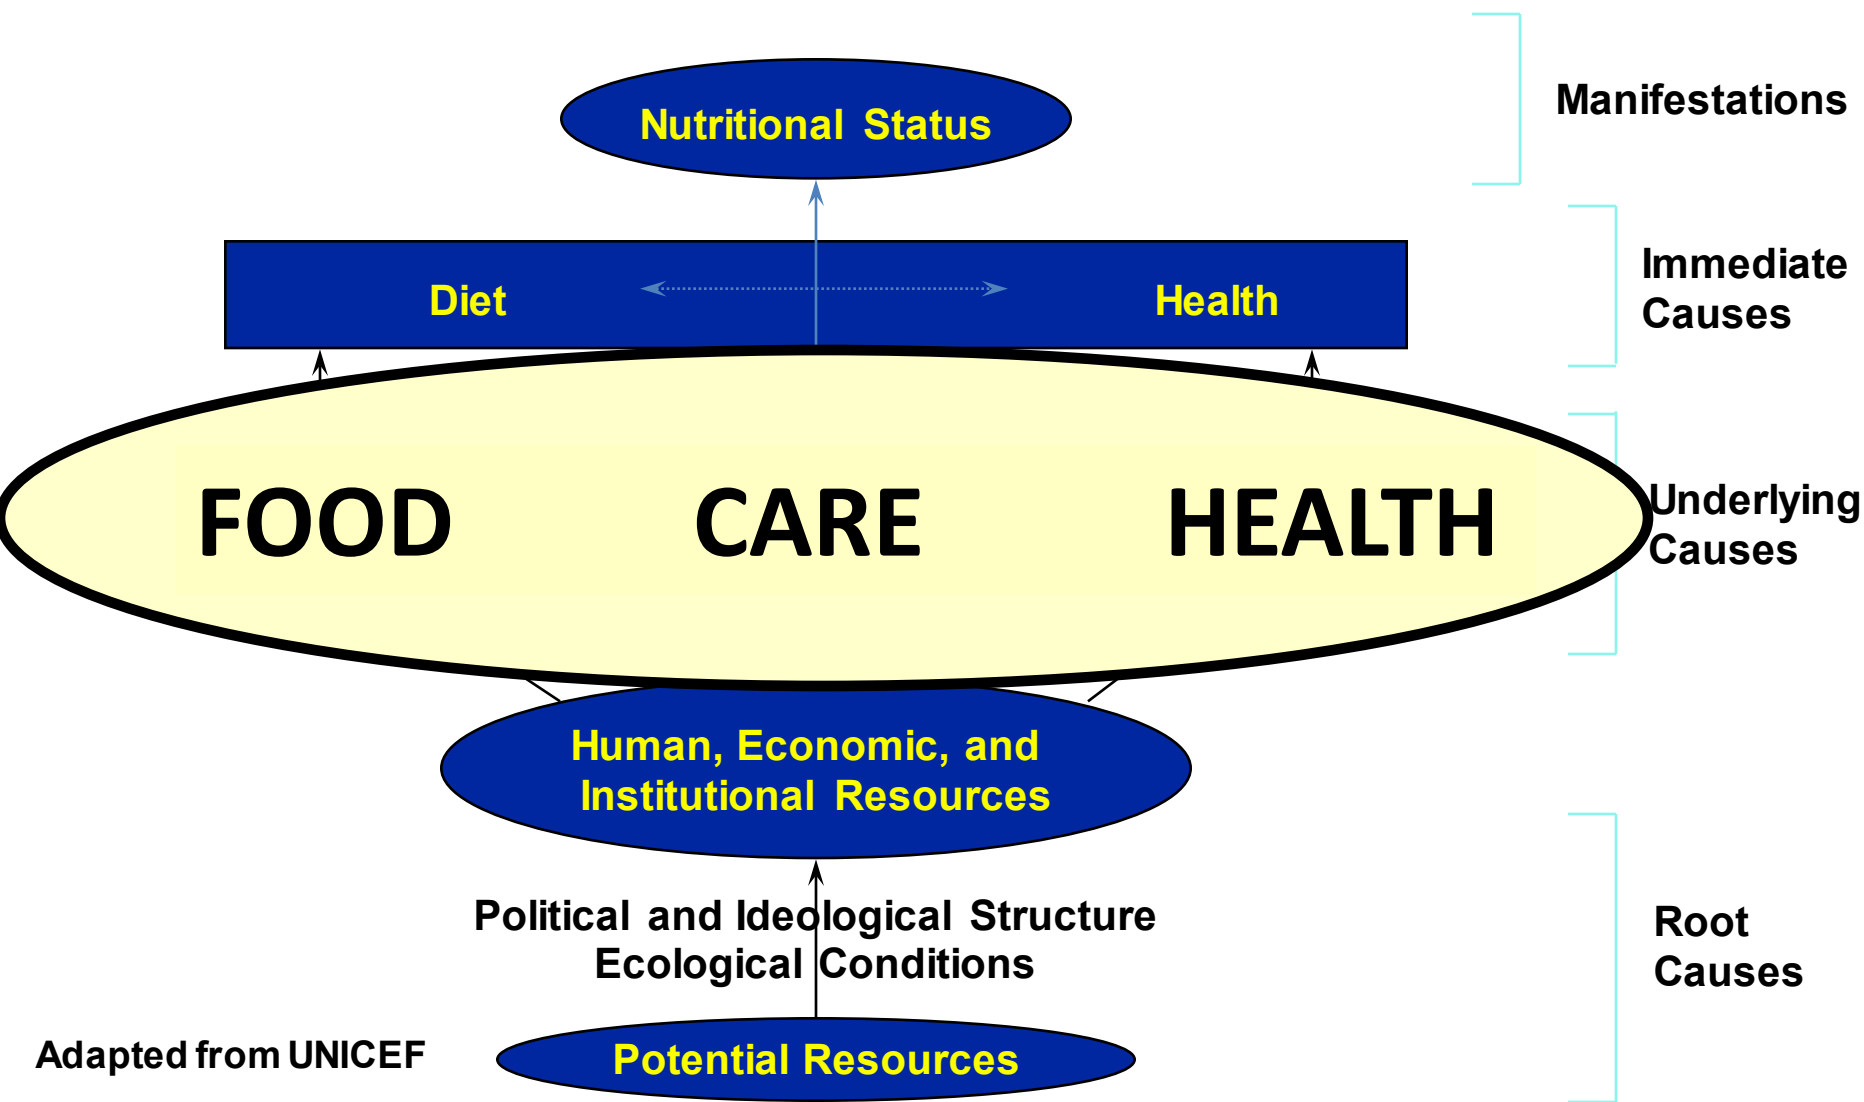 Manifestations
Nutritional Status
Immediate
Causes
Diet
Health
FOOD CARE HEALTH
Underlying
Causes
Human, Economic, and
Institutional Resources
Political and Ideological Structure
Ecological Conditions
Root
Causes
Adapted from UNICEF
Potential Resources